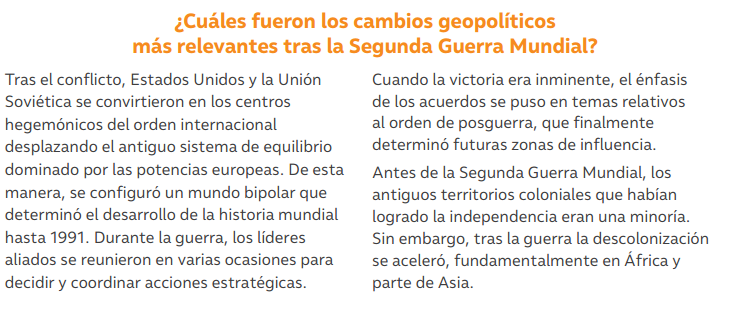 ¿Cuáles fueron los cambios geopolíticos
más relevantes tras la Segunda Guerra Mundial?
Tras el conflicto, Estados Unidos y la Unión
Soviética se convirtieron en los centros
hegemónicos del orden internacional
desplazando el antiguo sistema de equilibrio
dominado por las potencias europeas. De esta
manera, se configuró un mundo bipolar que
determinó el desarrollo de la historia mundial
hasta 1991. Durante la guerra, los líderes
aliados se reunieron en varias ocasiones para
decidir y coordinar acciones estratégicas.
Cuando la victoria era inminente, el énfasis
de los acuerdos se puso en temas relativos
al orden de posguerra, que finalmente
determinó futuras zonas de influencia.
Antes de la Segunda Guerra Mundial, los
antiguos territorios coloniales que habían
logrado la independencia eran una minoría.
Sin embargo, tras la guerra la descolonización
se aceleró, fundamentalmente en África y
parte de Asia.